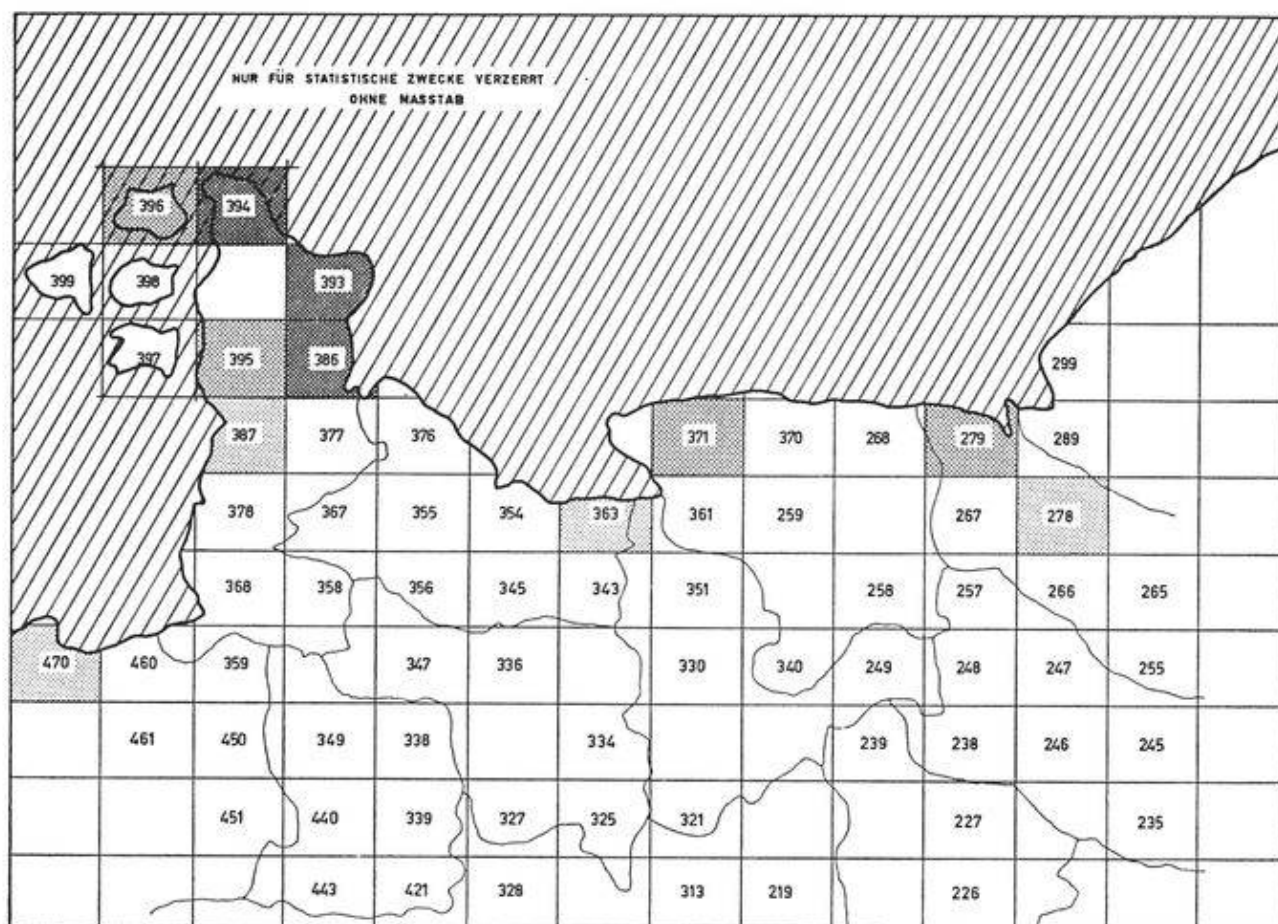 NUR FÜR STATISTISCHE ZWECKE VERZERRT
OHNE MASSTAB
396 394
399 398 393
397 395 386 299
387 377 376 371 370 268 279 289
378 367 355 354 363 361 259 267 278
368 358 356 345 343 351 258 257 266 265
470 460 359 347 336 330 340 249 248 247 255
461 450 349 338 334 239 238 246 245
451 440 339 327 325 321 227 235
443 421 328 313 219 226